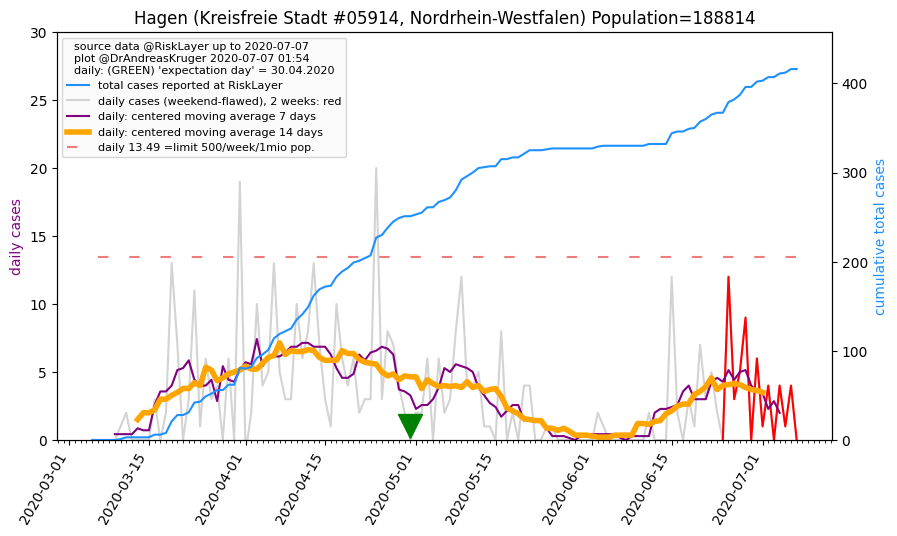 Hagen (Kreisfreie Stadt #05914, Nordrhein-Westfalen) Population=188814
source data @RiskLayer up to 2020-07-07
plot @DrAndreasKruger 2020-07-07 01:54
daily: (GREEN) 'expectation day' = 30.04.2020
total cases reported at RiskLayer
daily cases (weekend-flawed), 2 weeks: red
daily: centered moving average 7 days
daily: centered moving average 14 days
daily 13.49 =limit 500/week/1mio pop.
daily cases
30
25
20
15
10
5
0
cumulative total cases
400
300
200
100
0
2020-03-01
2020-03-15
2020-04-01
2020-04-15
2020-05-01
2020-05-15
2020-06-01
2020-06-15
2020-07-01